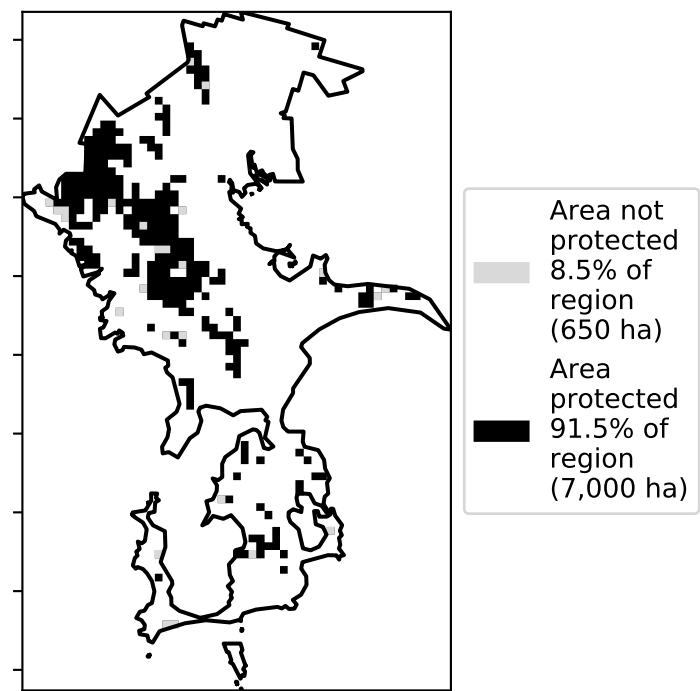 Area not
protected
8.5% of
region
(650 ha)
Area
protected
91.5% of
region
(7,000 ha)